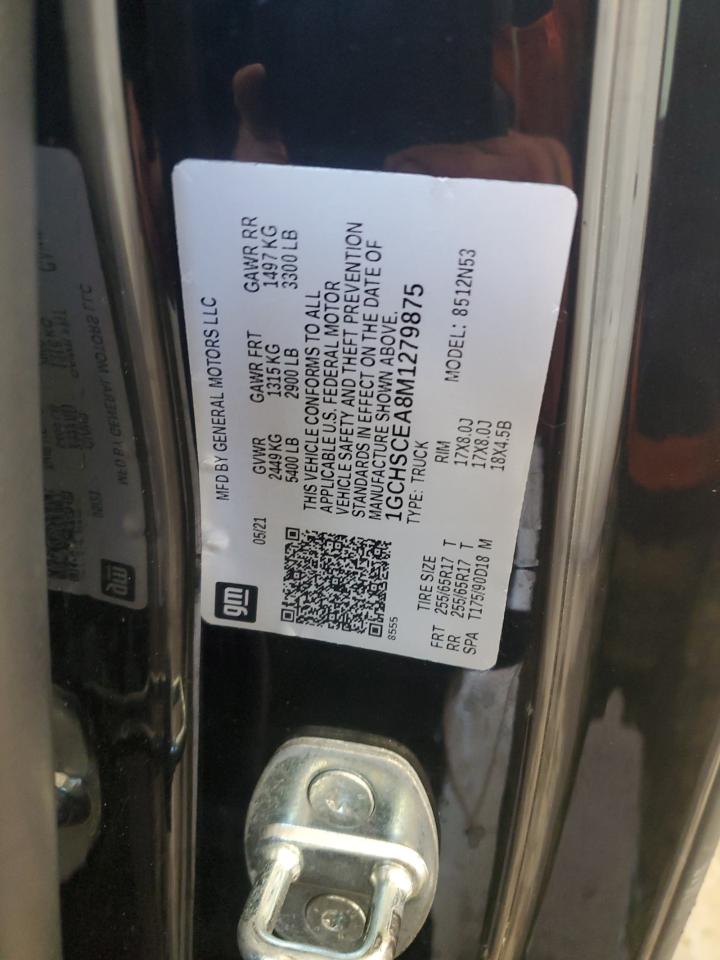 gm
MFD BY GENERAL MOTORS LLC
05/21 GVWR GAWR FRT GAWR RR
2449 KG 1315 KG 1497 KG
5400 LB 2900 LB 3300 LB
THIS VEHICLE CONFORMS TO ALL
APPLICABLE U.S. FEDERAL MOTOR
VEHICLE SAFETY AND THEFT PREVENTION
STANDARDS IN EFFECT ON THE DATE OF
MANUFACTURE SHOWN ABOVE.
1GCHSCEA8M1279875
8555 TYPE: TRUCK
TIRE SIZE RIM MODEL: 8512N53
FRT 255/65R17 T 17X8.0J
RR 255/65R17 T 17X8.0J
SPA T175/90D18 M 18X4.5B